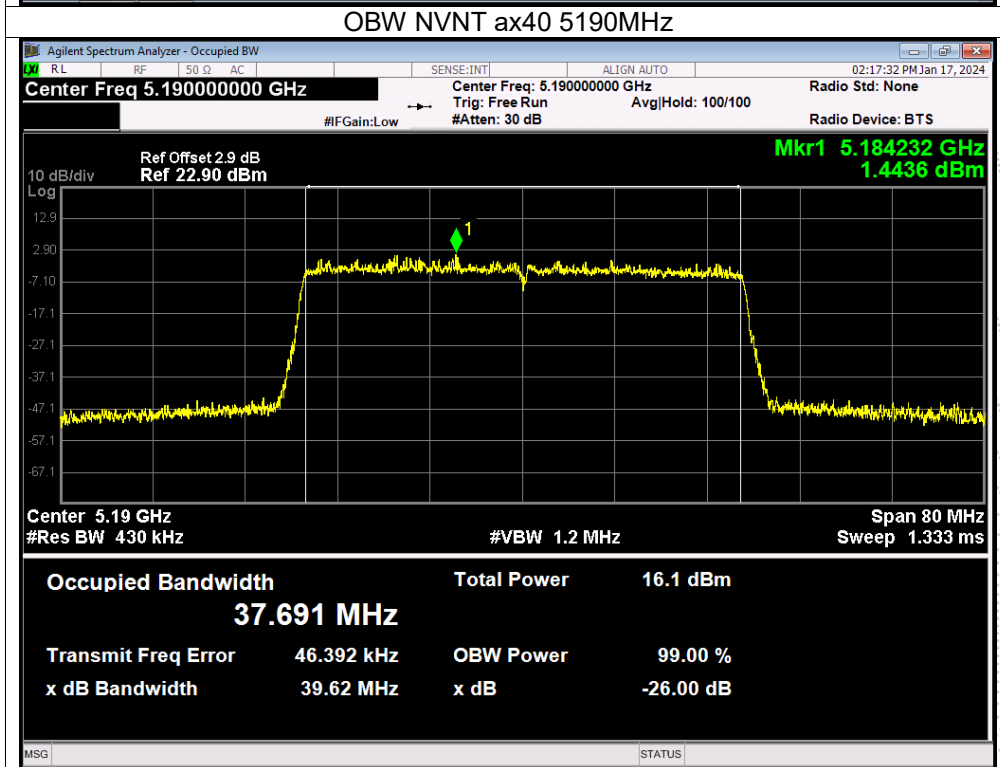 OBW NVNT ax40 5190MHz
Agilent Spectrum Analyzer - Occupied BW
LXI RL RF 50 Ω AC SENSE:INT ALIGN AUTO 02:17:32 PM Jan 17, 2024
Center Freq 5.190000000 GHz Center Freq: 5.190000000 GHz Radio Std: None
Trig: Free Run Avg|Hold: 100/100
#IFGain:Low #Atten: 30 dB Radio Device: BTS
Mkr1 5.184232 GHz
1.4436 dBm
Ref Offset 2.9 dB
10 dB/div Ref 22.90 dBm
Log
12.9
1
2.90
-7.10
-17.1
-27.1
-37.1
-47.1
-57.1
-67.1
Center 5.19 GHz Span 80 MHz
#Res BW 430 kHz #VBW 1.2 MHz Sweep 1.333 ms
Occupied Bandwidth Total Power 16.1 dBm
37.691 MHz
Transmit Freq Error 46.392 kHz OBW Power 99.00 %
x dB Bandwidth 39.62 MHz x dB -26.00 dB
MSG STATUS